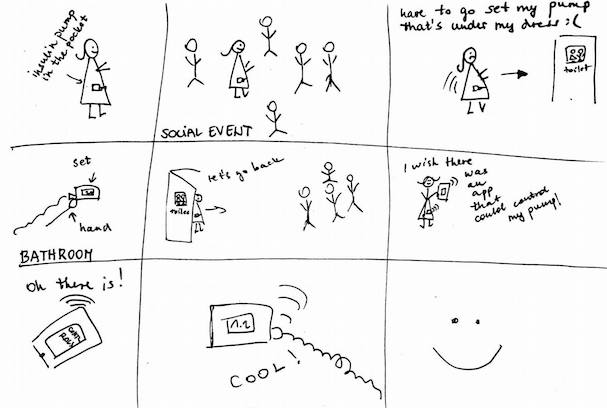 insulin pump
in the pocket
SOCIAL EVENT
have to go set my pump
that's under my dress :(
toilet
set
hand
BATHROOM
let's go back
toilet
I wish there
was
an
app
that
could control
my pump!
Oh there is!
CONTROL
1.2
COOL!